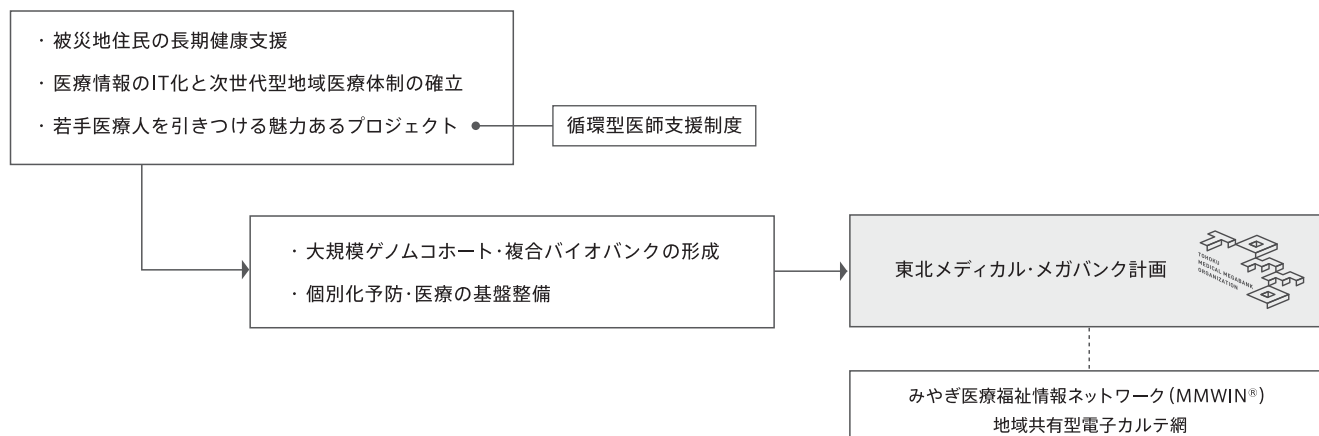 ・被災地住民の長期健康支援
・医療情報のIT化と次世代型地域医療体制の確立
・若手医療人を引きつける魅力あるプロジェクト
循環型医師支援制度
・大規模ゲノムコホート・複合バイオバンクの形成
・個別化予防・医療の基盤整備
東北メディカル・メガバンク計画
TOHOKU
MEDICAL MEGABANK
ORGANIZATION
みやぎ医療福祉情報ネットワーク(MMWIN®)
地域共有型電子カルテ網